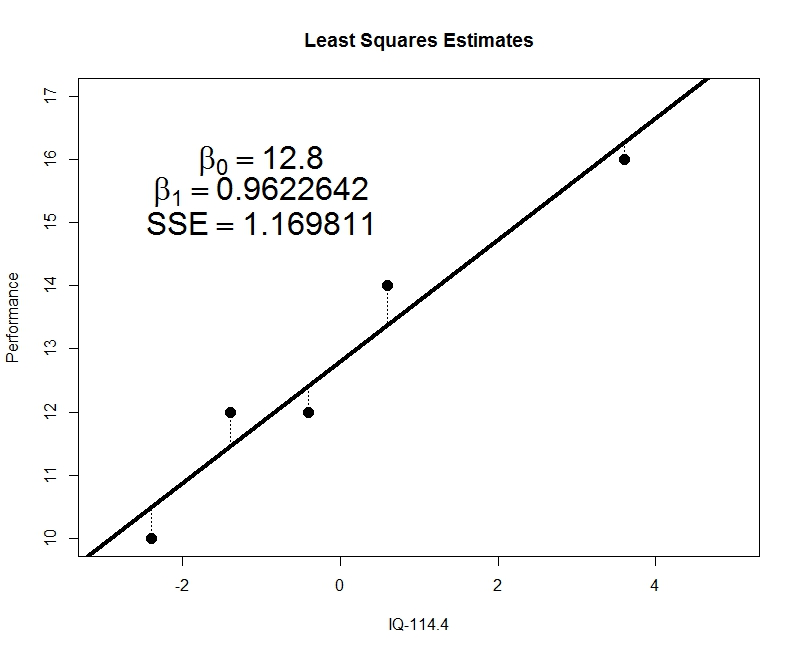 Least Squares Estimates
β0 = 12.8
β1 = 0.9622642
SSE = 1.169811
Performance
17
16
15
14
13
12
11
10
-2 0 2 4
IQ-114.4